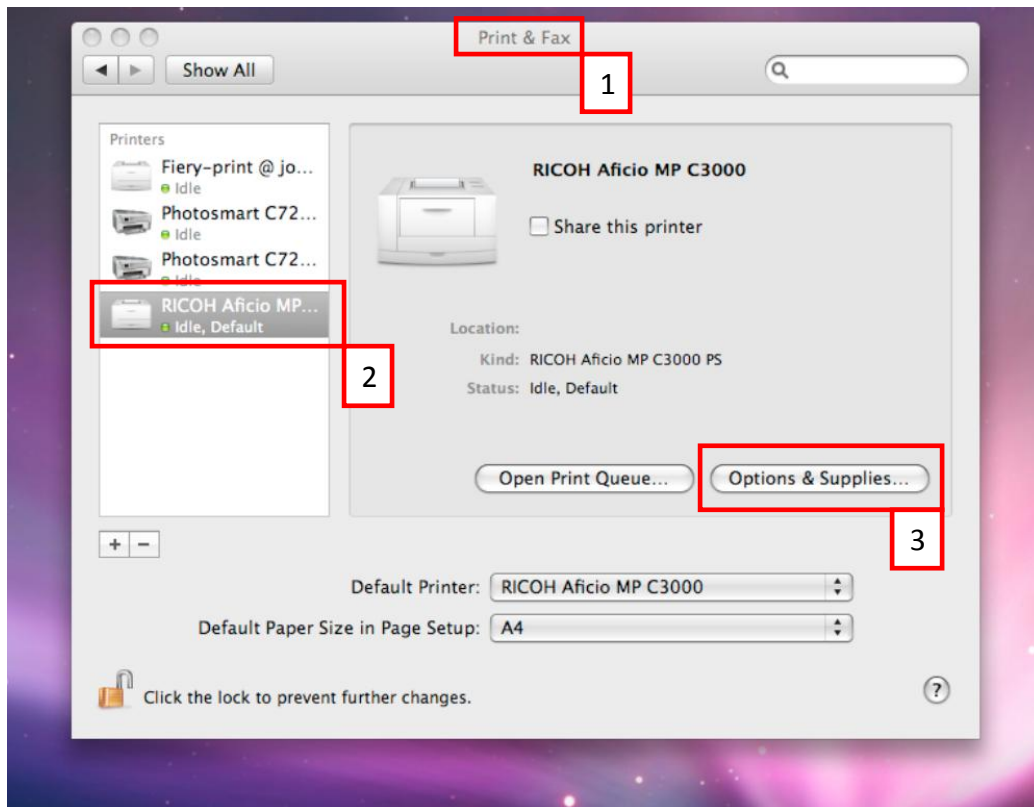 Print & Fax
1
Show All
Printers
Fiery-print @ jo...
Idle
Photosmart C72...
Idle
Photosmart C72...
Idle
RICOH Aficio MP...
Idle, Default
2
RICOH Aficio MP C3000
Share this printer
Location:
Kind: RICOH Aficio MP C3000 PS
Status: Idle, Default
Open Print Queue...
Options & Supplies...
3
+ −
Default Printer: RICOH Aficio MP C3000
Default Paper Size in Page Setup: A4
Click the lock to prevent further changes.
?